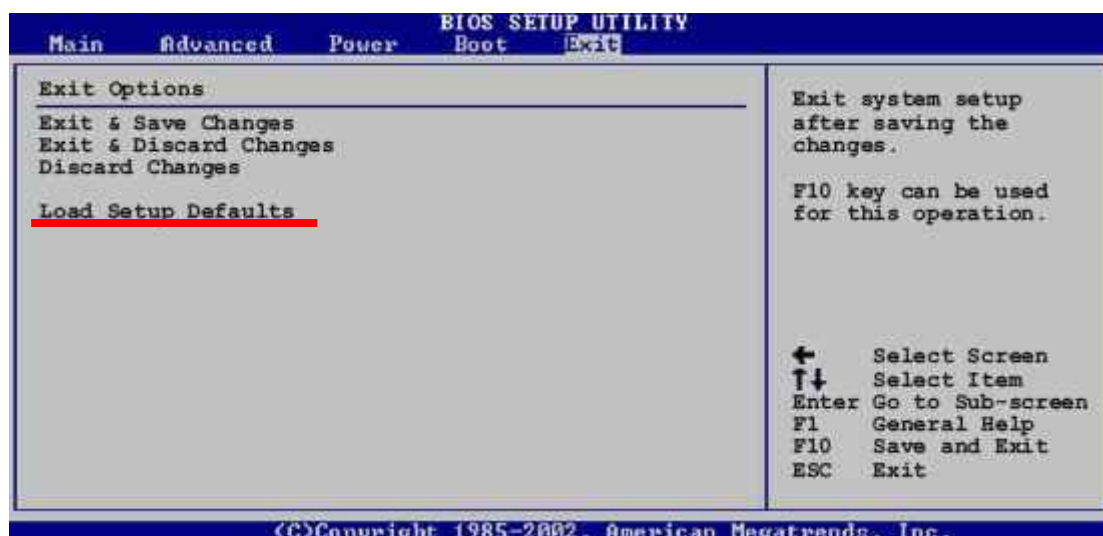 BIOS SETUP UTILITY
Main Advanced Power Boot Exit
Exit Options
Exit & Save Changes
Exit & Discard Changes
Discard Changes
Load Setup Defaults
Exit system setup
after saving the
changes.
F10 key can be used
for this operation.
← Select Screen
↑↓ Select Item
Enter Go to Sub-screen
F1 General Help
F10 Save and Exit
ESC Exit
(C)Copyright 1985-2002, American Megatrends, Inc.